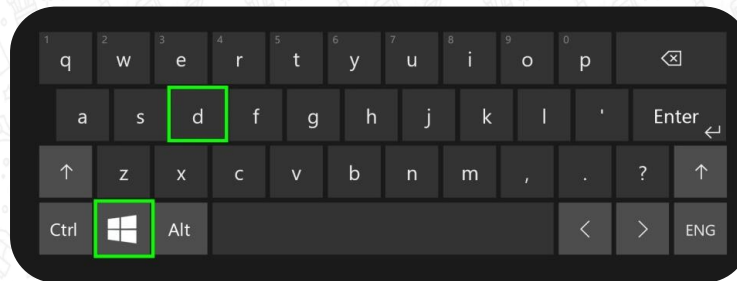 1 2 3 4 5 6 7 8 9 0
q w e r t y u i o p
a s d f g h j k l ' Enter
z x c v b n m , . ?
Ctrl Alt < > ENG